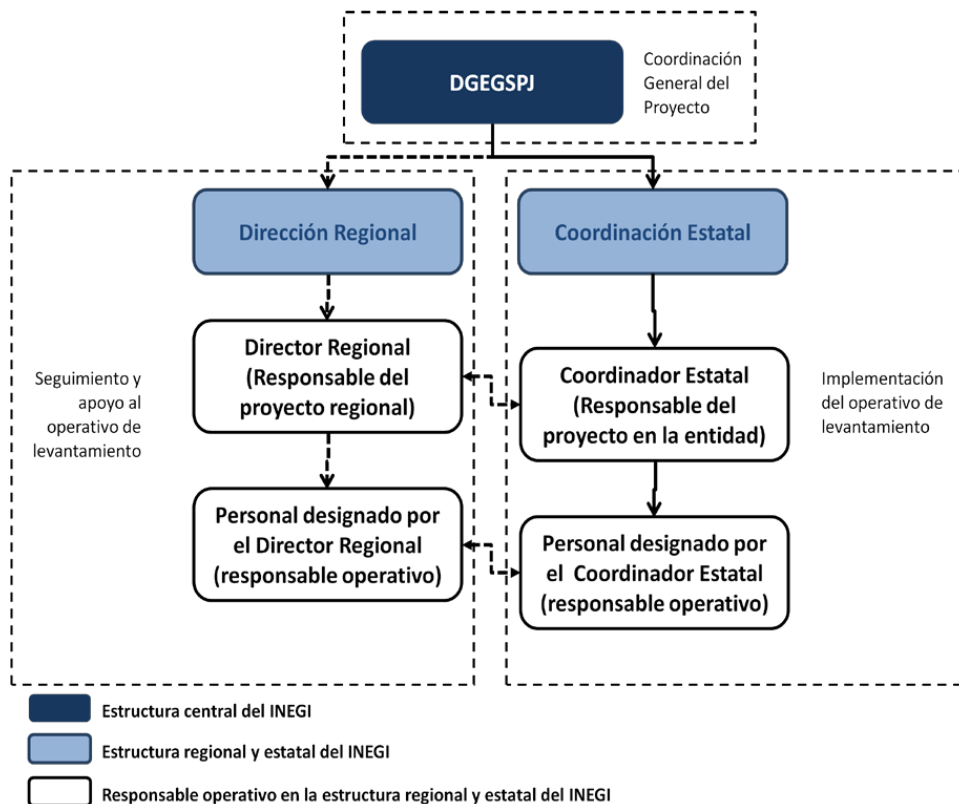 DGEGSPJ
Coordinación
General del
Proyecto
Dirección Regional
Coordinación Estatal
Seguimiento y
apoyo al
operativo de
levantamiento
Director Regional
(Responsable del
proyecto regional)
Coordinador Estatal
(Responsable del
proyecto en la entidad)
Implementación
del operativo de
levantamiento
Personal designado por
el Director Regional
(responsable operativo)
Personal designado por
el Coordinador Estatal
(responsable operativo)
Estructura central del INEGI
Estructura regional y estatal del INEGI
Responsable operativo en la estructura regional y estatal del INEGI